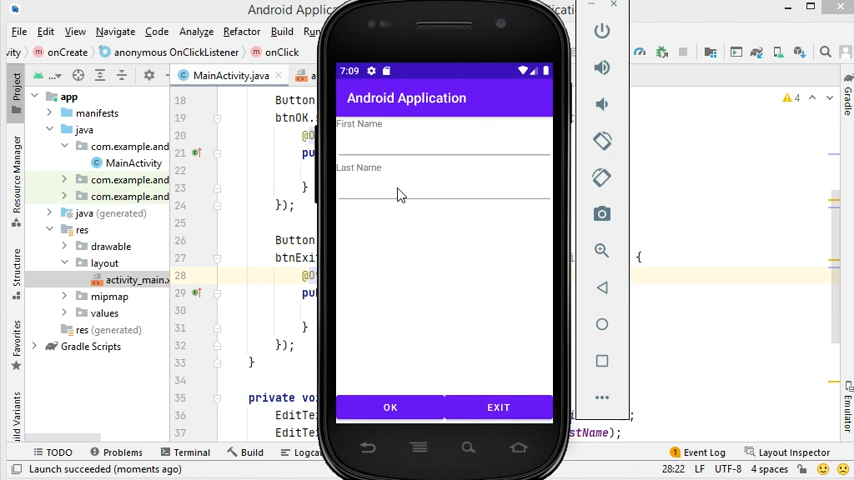 Android Applica
File Edit View Navigate Code Analyze Refactor Build
ivity onCreate anonymous OnClickListener onClick
... MainActivity.java
7:09
Android Application
First Name
Last Name
OK EXIT
Project
Resource Manager
Structure
Favorites
Build Variants
Gradle
Emulator
app
manifests
java
com.example.and
MainActivity
com.example.and
com.example.and
java (generated)
res
drawable
layout
activity_main.x
mipmap
values
res (generated)
Gradle Scripts
4
18 Button
19 btnOK.s
20 @O
21 pu
22
23 }
24 });
25
26 Button
27 btnExi {
28 @O
29 pu
30
31 }
32 });
33 }
34
35 private vo
36 EditTex ;
37 EditTex stName);
TODO Problems Terminal Build Logca Event Log Layout Inspector
Launch succeeded (moments ago) 28:22 LF UTF-8 4 spaces